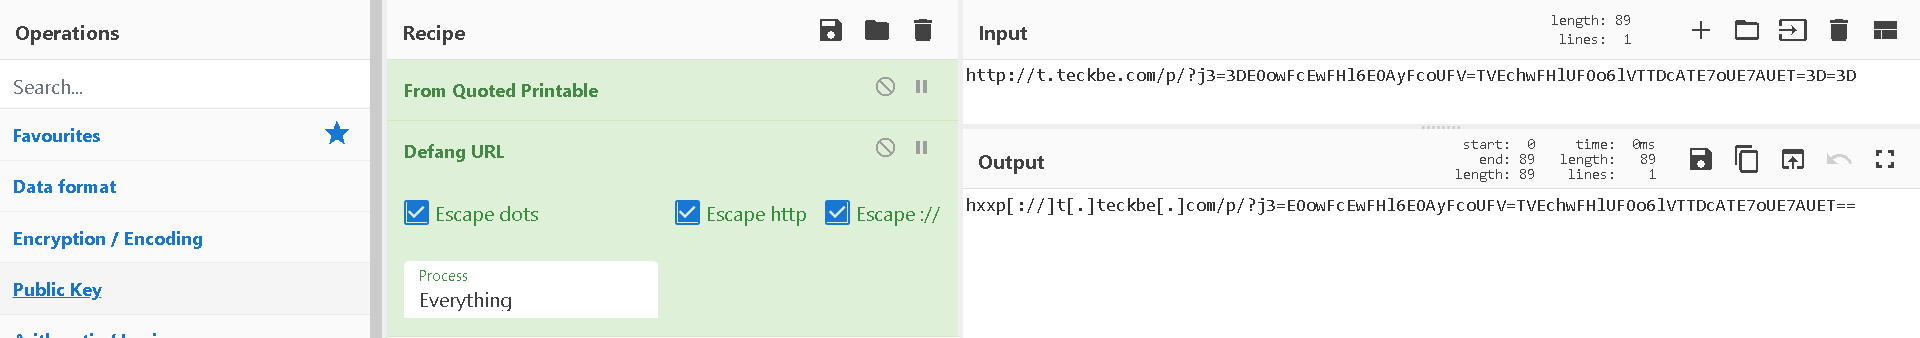 Operations
Search...
Favourites
Data format
Encryption / Encoding
Public Key
Recipe
From Quoted Printable
Defang URL
Escape dots
Escape http
Escape ://
Process
Everything
Input
length: 89
lines: 1
http://t.teckbe.com/p/?j3=3DEOowFcEwFHl6EOAyFcoUFV=TVEchwFHlUFOo6lVTTDcATE7oUE7AUET=3D=3D
Output
start: 0
end: 89
length: 89
time: 0ms
length: 89
lines: 1
hxxp[://]t[.]teckbe[.]com/p/?j3=EOowFcEwFHl6EOAyFcoUFV=TVEchwFHlUFOo6lVTTDcATE7oUE7AUET==